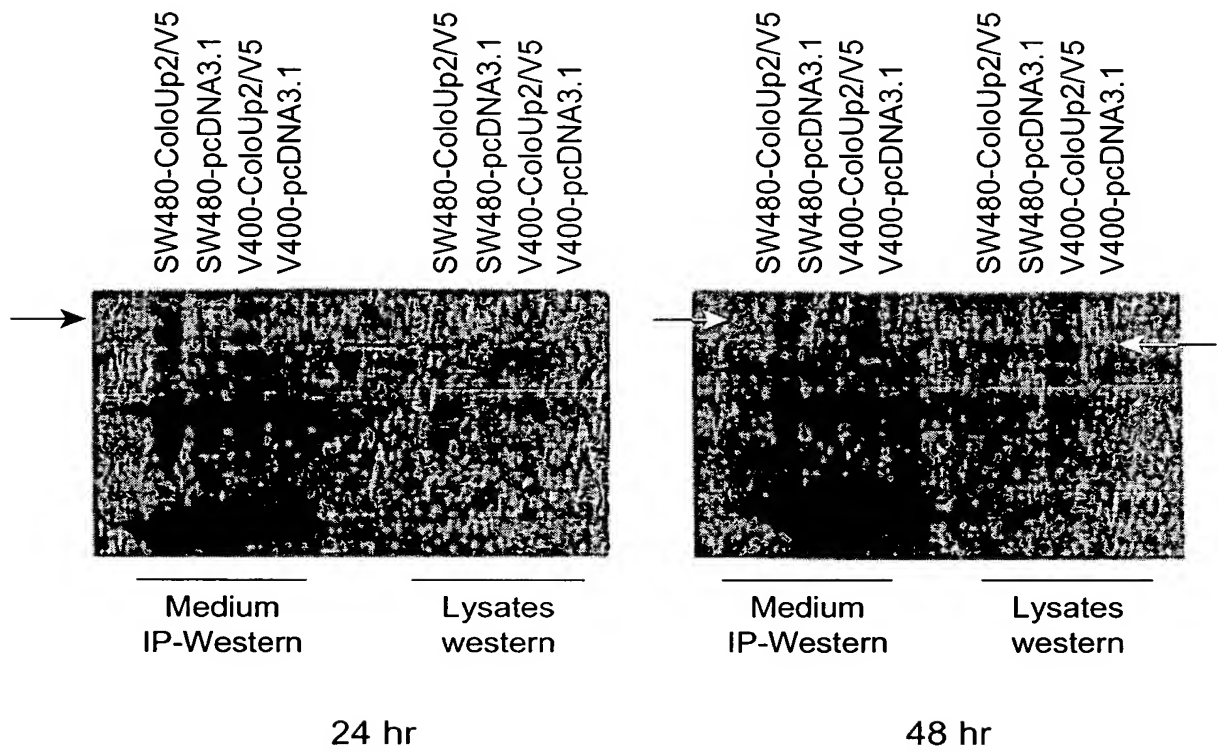 SW480-ColoUp2/V5
SW480-pcDNA3.1
V400-ColoUp2/V5
V400-pcDNA3.1
SW480-ColoUp2/V5
SW480-pcDNA3.1
V400-ColoUp2/V5
V400-pcDNA3.1
SW480-ColoUp2/V5
SW480-pcDNA3.1
V400-ColoUp2/V5
V400-pcDNA3.1
SW480-ColoUp2/V5
SW480-pcDNA3.1
V400-ColoUp2/V5
V400-pcDNA3.1
Medium
IP-Western
Lysates
western
Medium
IP-Western
Lysates
western
24 hr
48 hr